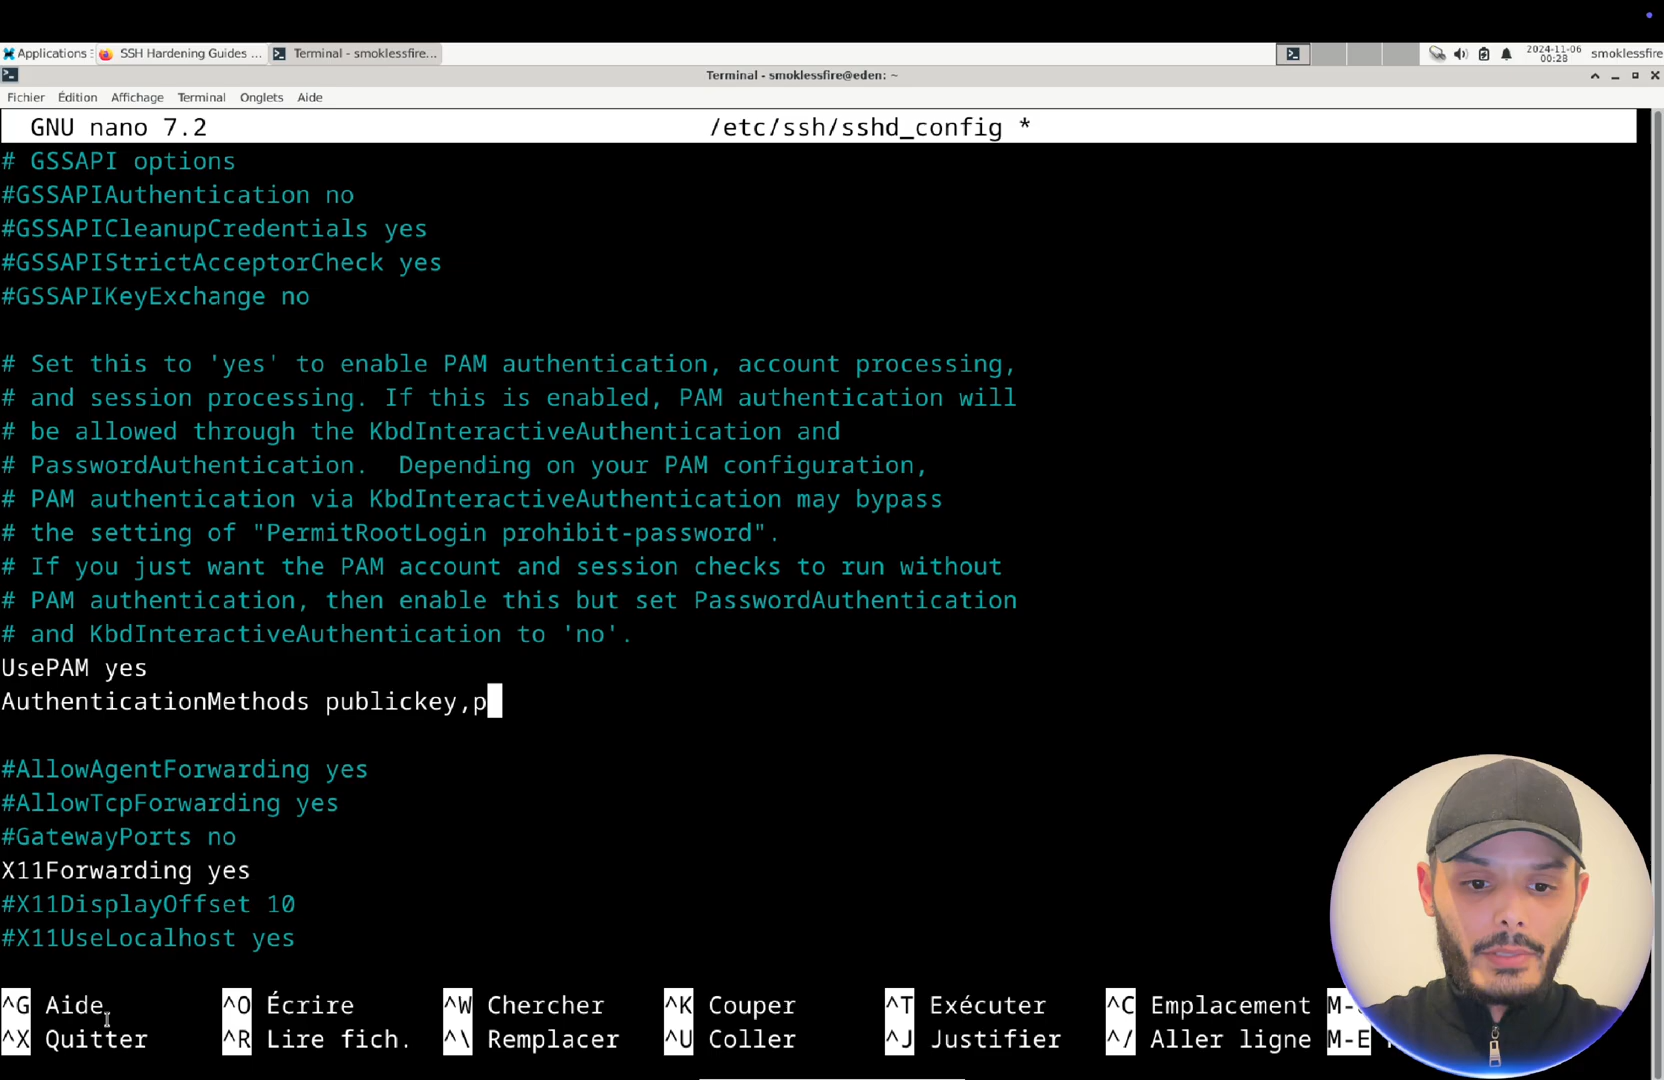 Applications
SSH Hardening Guides ...
Terminal - smoklessfire...
2024-11-06
00:28
smoklessfire
Terminal - smoklessfire@eden: ~
Fichier Édition Affichage Terminal Onglets Aide
GNU nano 7.2 /etc/ssh/sshd_config *
# GSSAPI options
#GSSAPIAuthentication no
#GSSAPICleanupCredentials yes
#GSSAPIStrictAcceptorCheck yes
#GSSAPIKeyExchange no
# Set this to 'yes' to enable PAM authentication, account processing,
# and session processing. If this is enabled, PAM authentication will
# be allowed through the KbdInteractiveAuthentication and
# PasswordAuthentication.  Depending on your PAM configuration,
# PAM authentication via KbdInteractiveAuthentication may bypass
# the setting of "PermitRootLogin prohibit-password".
# If you just want the PAM account and session checks to run without
# PAM authentication, then enable this but set PasswordAuthentication
# and KbdInteractiveAuthentication to 'no'.
UsePAM yes
AuthenticationMethods publickey,p
#AllowAgentForwarding yes
#AllowTcpForwarding yes
#GatewayPorts no
X11Forwarding yes
#X11DisplayOffset 10
#X11UseLocalhost yes
^G Aide ^O Écrire ^W Chercher ^K Couper ^T Exécuter ^C Emplacement
^X Quitter ^R Lire fich. ^\ Remplacer ^U Coller ^J Justifier ^/ Aller ligne M-E